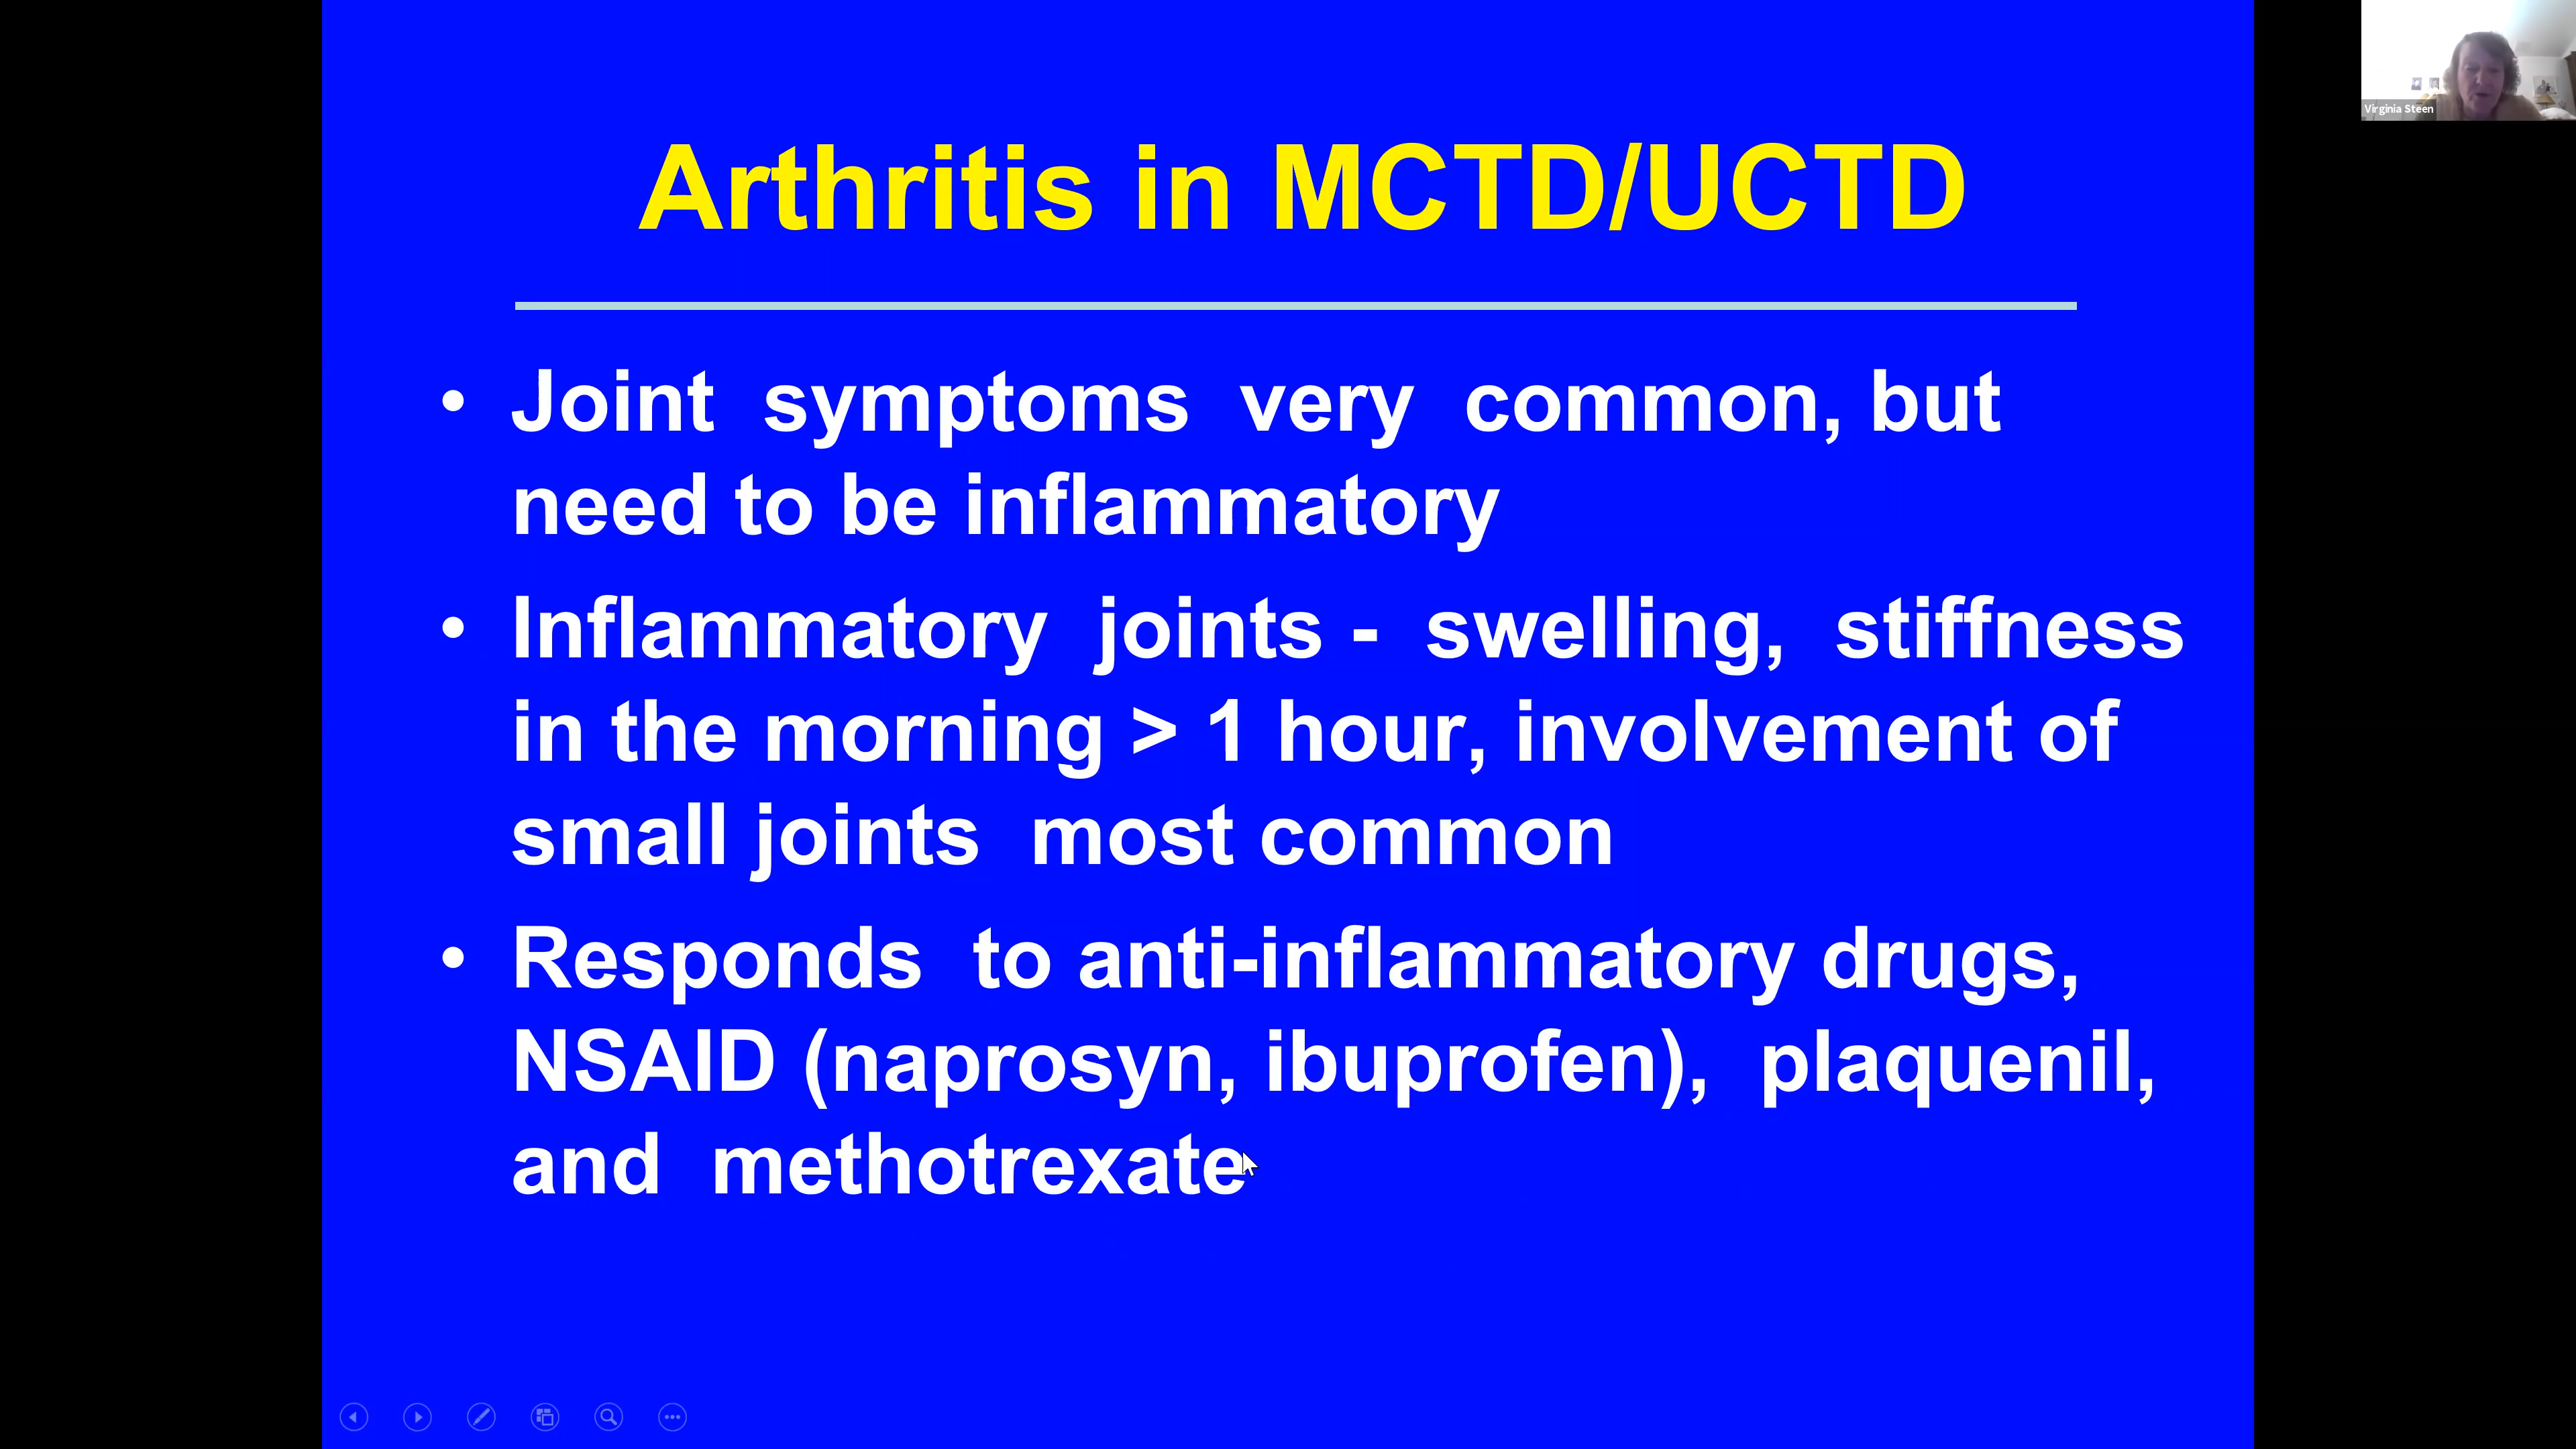 Virginia Steen
Arthritis in MCTD/UCTD
• Joint symptoms very common, but
need to be inflammatory
• Inflammatory joints - swelling, stiffness
in the morning > 1 hour, involvement of
small joints most common
• Responds to anti-inflammatory drugs,
NSAID (naprosyn, ibuprofen), plaquenil,
and methotrexate